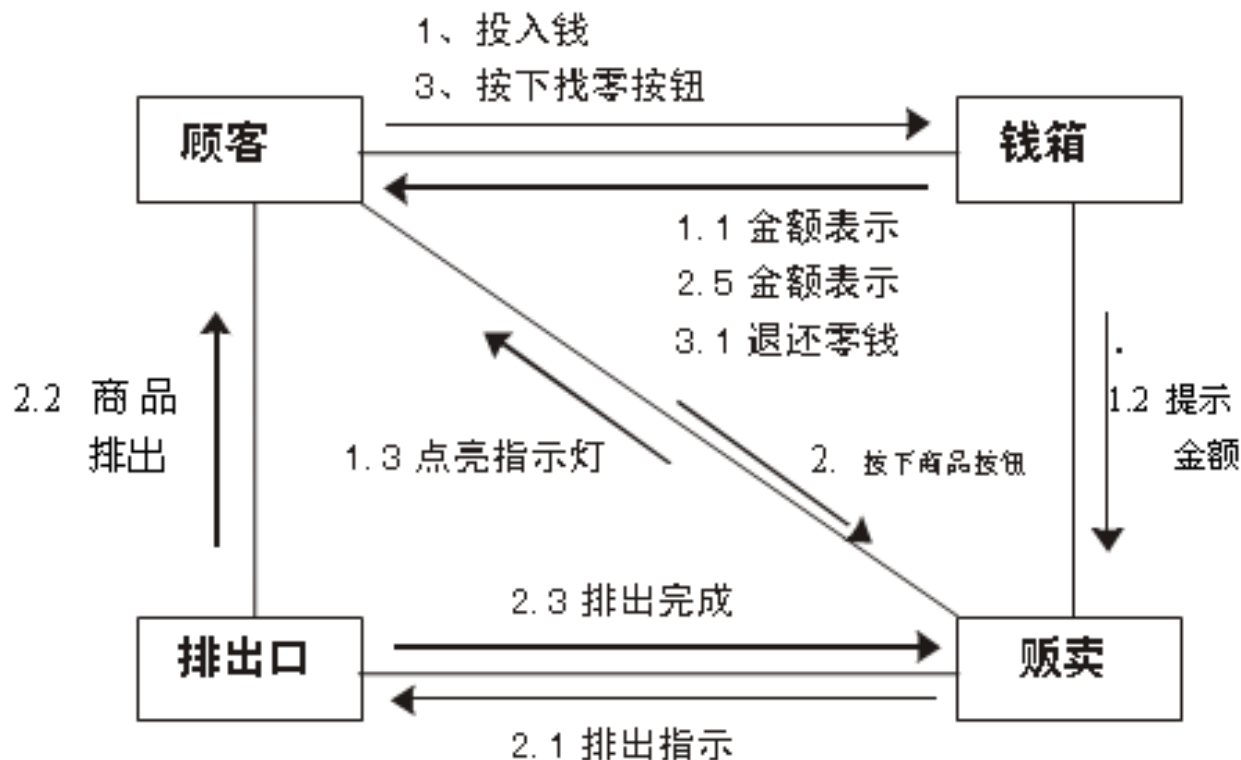 1、投入钱
3、按下找零按钮
顾客
钱箱
1.1 金额表示
2.5 金额表示
3.1 退还零钱
2.2 商品
排出
1.3 点亮指示灯
2. 按下商品按钮
1.2 提示
金额
2.3 排出完成
排出口
贩卖
2.1 排出指示